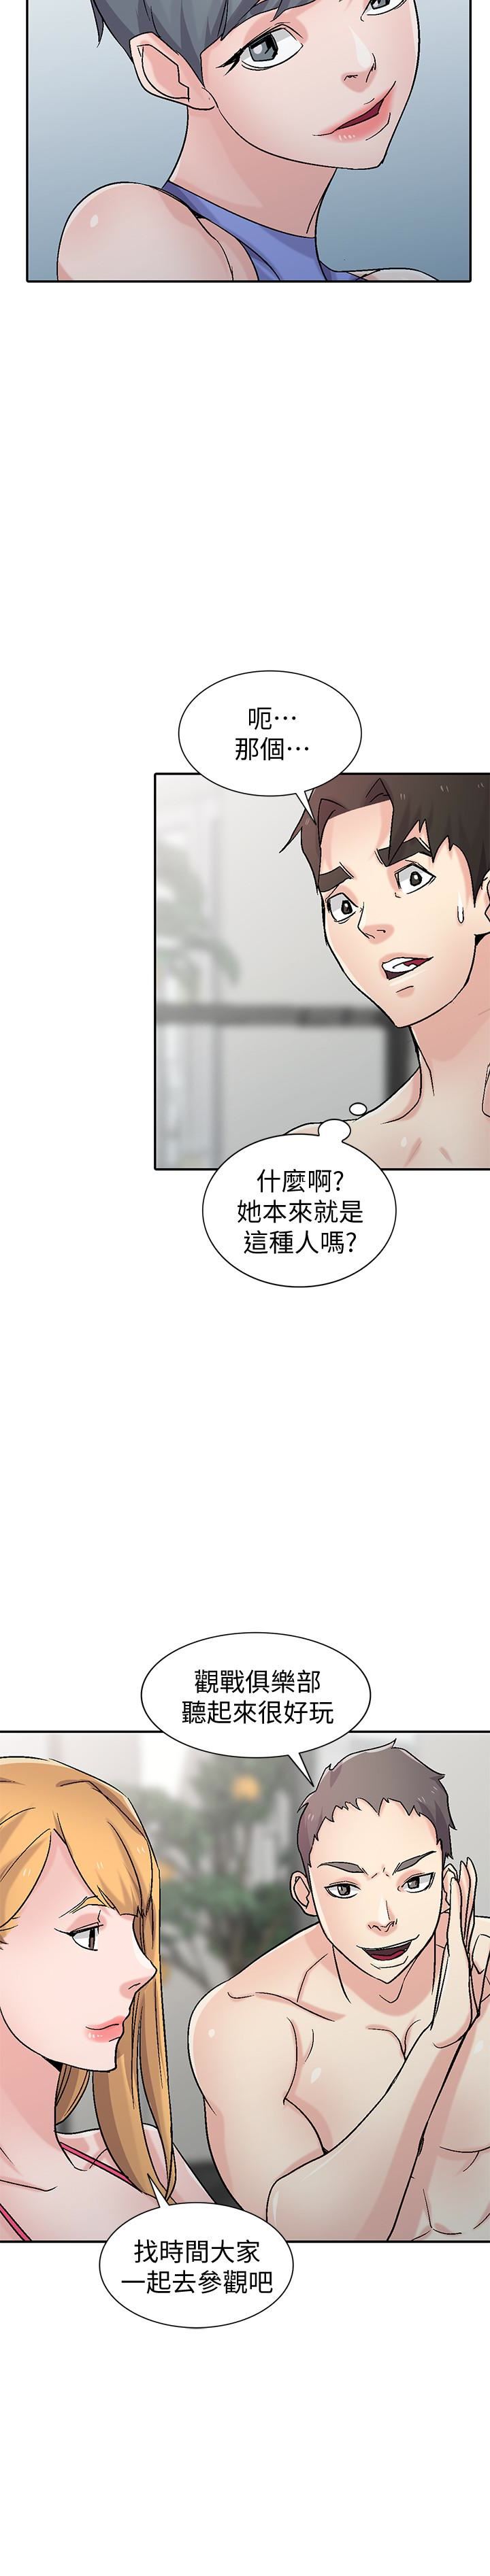 呃⋯
那個⋯
什麼啊?
她本來就是
這種人嗎?
觀戰俱樂部
聽起來很好玩
找時間大家
一起去參觀吧